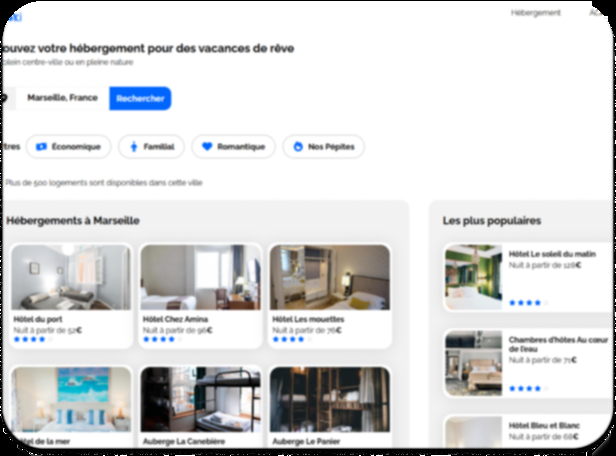 Hébergement
ouvez votre hébergement pour des vacances de rêve
plein centre-ville ou en pleine nature
Marseille, France
Rechercher
tres
Économique
Familial
Romantique
Nos Pépites
Plus de 500 logements sont disponibles dans cette ville
Hébergements à Marseille
Hôtel du port
Nuit à partir de 52€
Hôtel Chez Amina
Nuit à partir de 96€
Hôtel Les mouettes
Nuit à partir de 76€
tel de la mer
Auberge La Canebière
Auberge Le Panier
Les plus populaires
Hôtel Le soleil du matin
Nuit à partir de 128€
Chambres d'hôtes Au cœur
de l'eau
Nuit à partir de 71€
Hôtel Bleu et Blanc
Nuit à partir de 68€